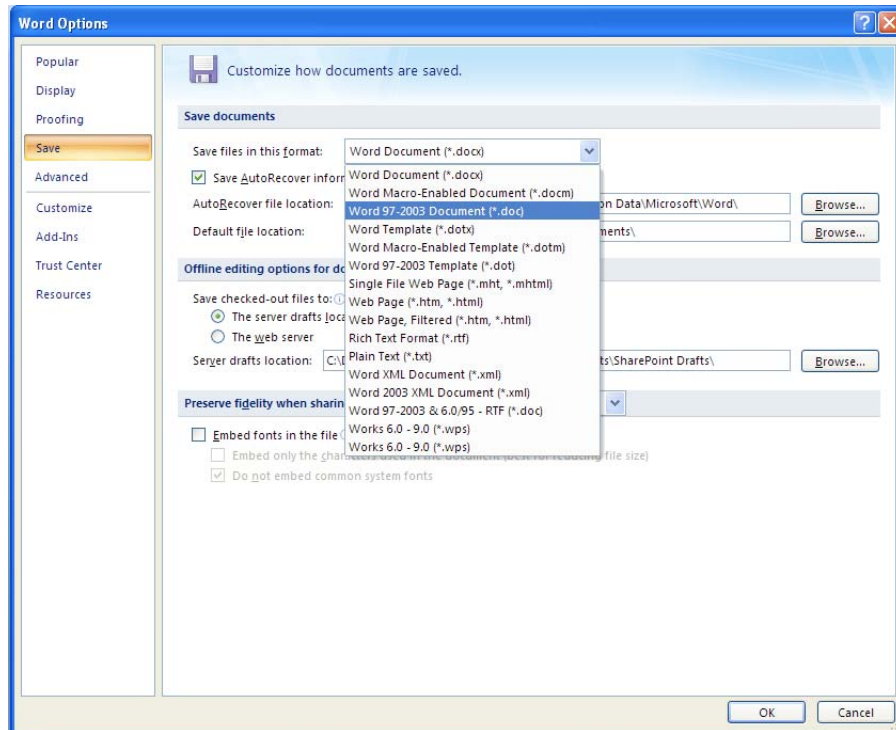 Word Options
Popular
Display
Proofing
Save
Advanced
Customize
Add-Ins
Trust Center
Resources
Customize how documents are saved.
Save documents
Save files in this format: Word Document (*.docx)
Save AutoRecover infor
AutoRecover file location: on Data\Microsoft\Word\ Browse...
Default file location: ments\ Browse...
Word Document (*.docx)
Word Macro-Enabled Document (*.docm)
Word 97-2003 Document (*.doc)
Word Template (*.dotx)
Word Macro-Enabled Template (*.dotm)
Word 97-2003 Template (*.dot)
Single File Web Page (*.mht, *.mhtml)
Web Page (*.htm, *.html)
Web Page, Filtered (*.htm, *.html)
Rich Text Format (*.rtf)
Plain Text (*.txt)
Word XML Document (*.xml)
Word 2003 XML Document (*.xml)
Word 97-2003 & 6.0/95 - RTF (*.doc)
Works 6.0 - 9.0 (*.wps)
Works 6.0 - 9.0 (*.wps)
Offline editing options for do
Save checked-out files to:
The server drafts loca
The web server
Server drafts location: C:\ ts\SharePoint Drafts\ Browse...
Preserve fidelity when sharin
Embed fonts in the file
Embed only the characters used in the document (best for reducing file size)
Do not embed common system fonts
OK Cancel